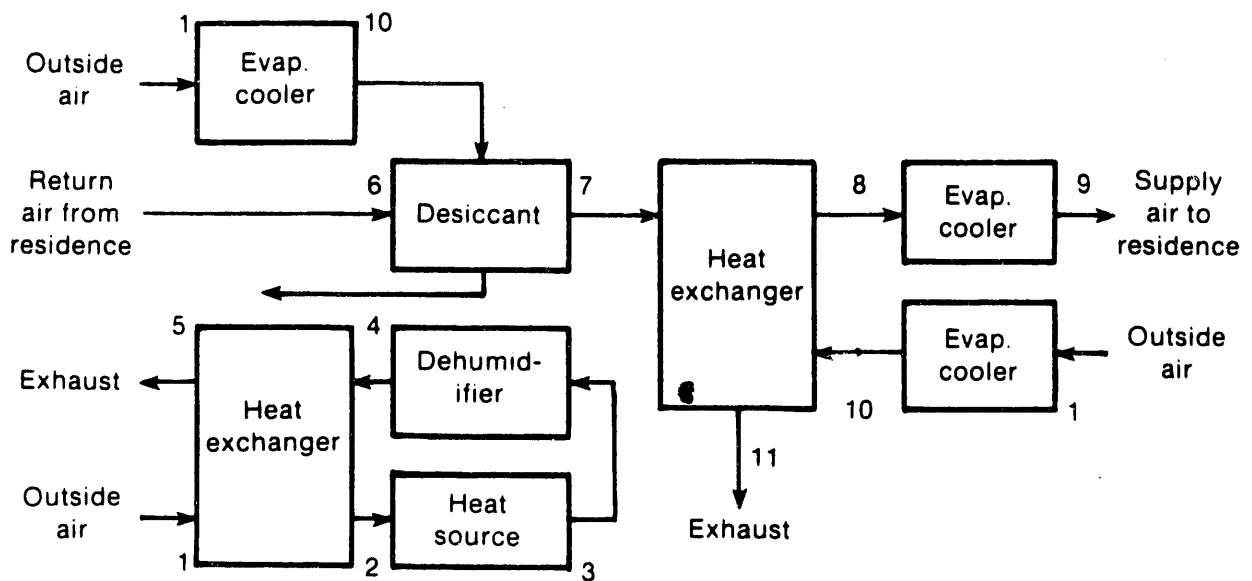 1
10
Outside
air
Evap.
cooler
Return
air from
residence
6
Desiccant
7
Heat
exchanger
8
Evap.
cooler
9
Supply
air to
residence
5
4
Exhaust
Heat
exchanger
Dehumid-
ifier
Evap.
cooler
Outside
air
10
1
11
Outside
air
Heat
source
1
2
3
Exhaust